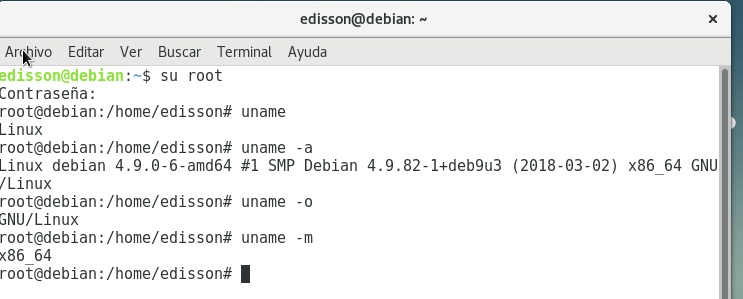 edisson@debian: ~
Archivo Editar Ver Buscar Terminal Ayuda
edisson@debian:~$ su root
Contraseña:
root@debian:/home/edisson# uname
Linux
root@debian:/home/edisson# uname -a
Linux debian 4.9.0-6-amd64 #1 SMP Debian 4.9.82-1+deb9u3 (2018-03-02) x86_64 GNU
/Linux
root@debian:/home/edisson# uname -o
GNU/Linux
root@debian:/home/edisson# uname -m
x86_64
root@debian:/home/edisson#